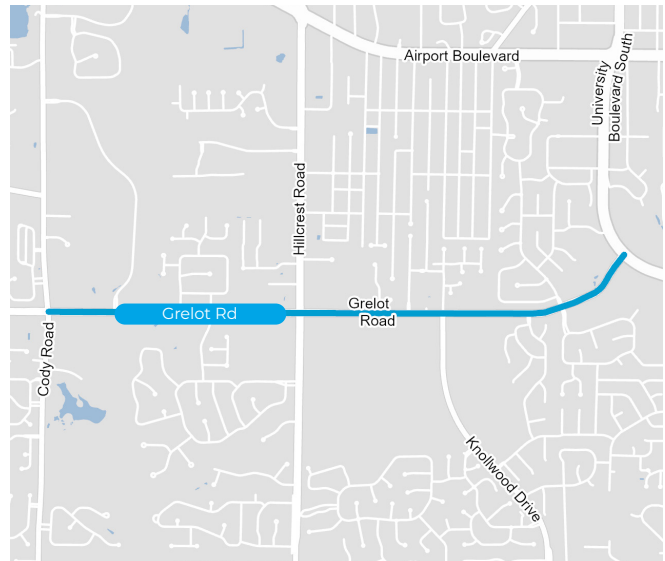 Airport Boulevard
University
Boulevard South
Hillcrest Road
Grelot Rd
Grelot
Road
Cody Road
Knollwood Drive